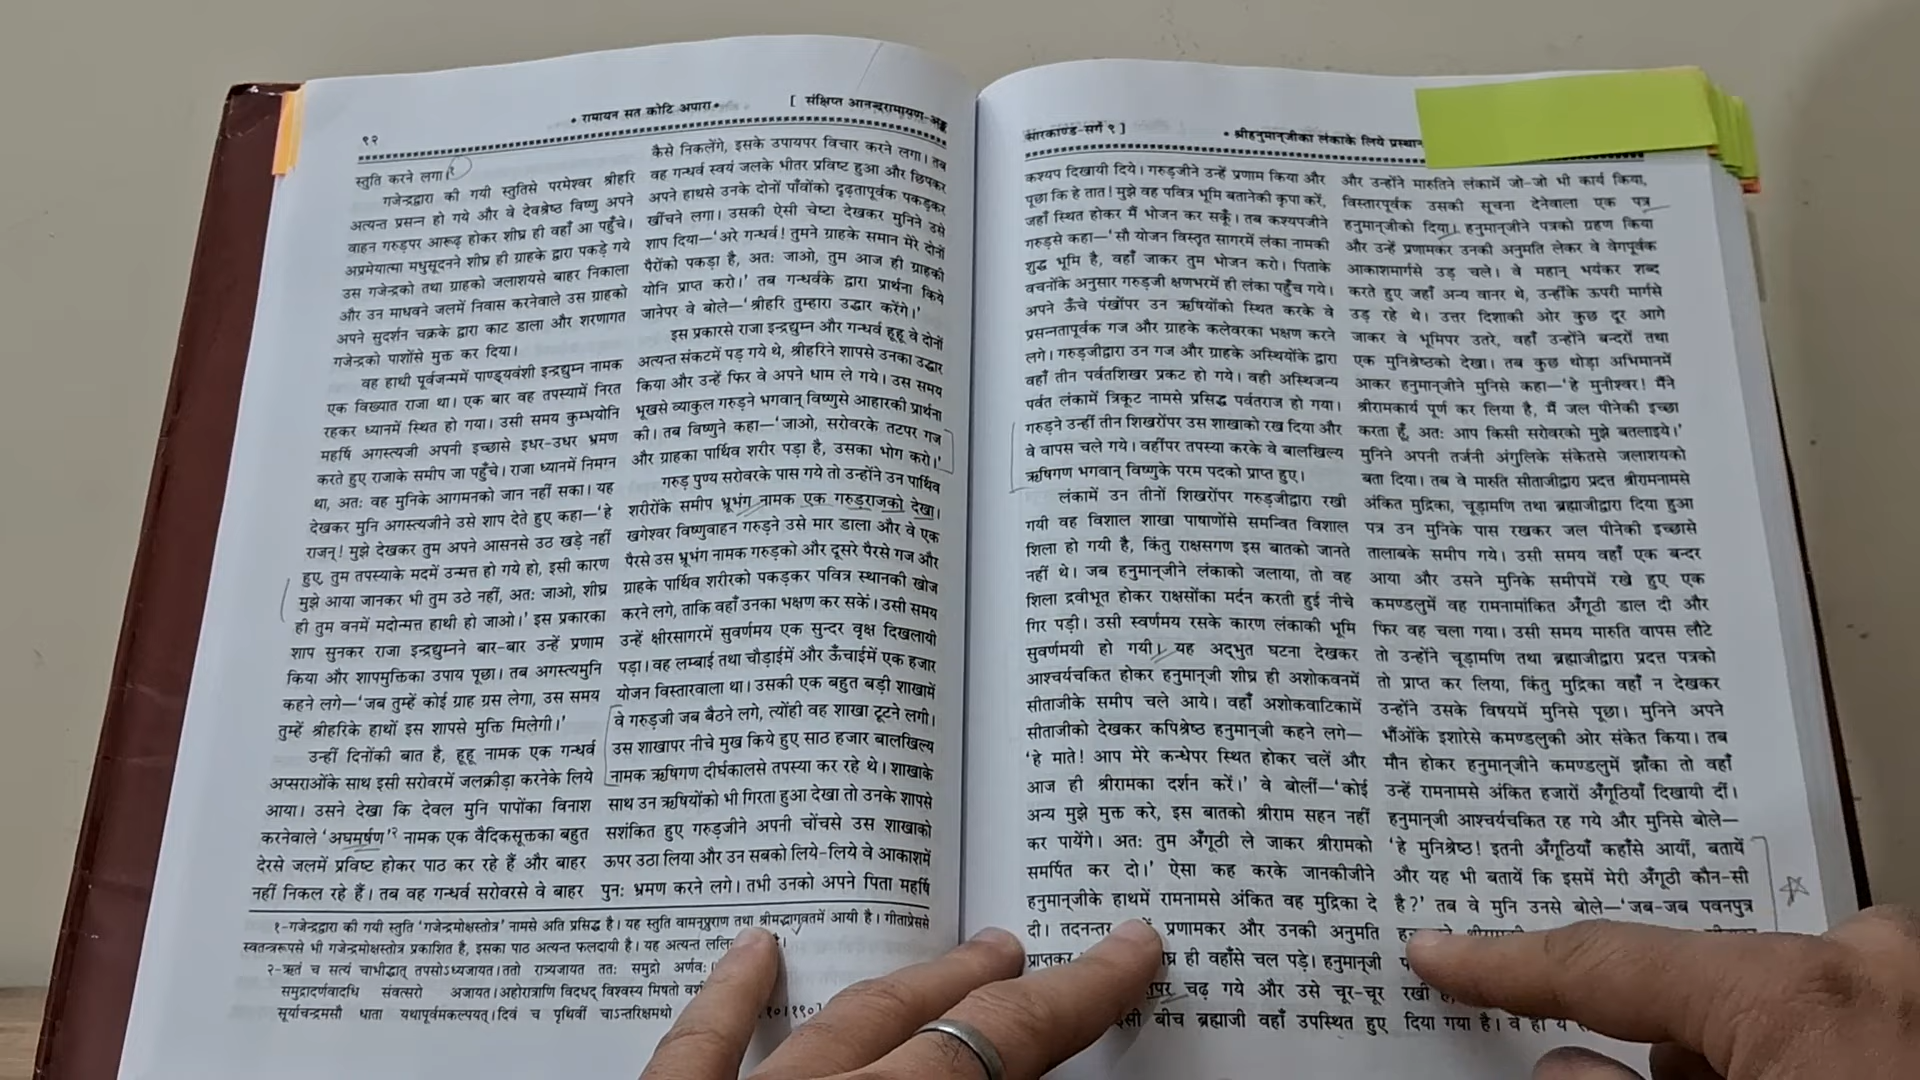 ९२
• रामायन सत कोटि अपारा •
[ संक्षिप्त आनन्दरामायण-अङ्क
स्तुति करने लगा।१
गजेन्द्रद्वारा की गयी स्तुतिसे परमेश्वर श्रीहरि
अत्यन्त प्रसन्न हो गये और वे देवश्रेष्ठ विष्णु अपने
वाहन गरुड़पर आरूढ़ होकर शीघ्र ही वहाँ आ पहुँचे।
अप्रमेयात्मा मधुसूदनने शीघ्र ही ग्राहके द्वारा पकड़े गये
उस गजेन्द्रको तथा ग्राहको जलाशयसे बाहर निकाला
और उन माधवने जलमें निवास करनेवाले उस ग्राहको
अपने सुदर्शन चक्रके द्वारा काट डाला और शरणागत
गजेन्द्रको पाशोंसे मुक्त कर दिया।
वह हाथी पूर्वजन्ममें पाण्ड्यवंशी इन्द्रद्युम्न नामक
एक विख्यात राजा था। एक बार वह तपस्यामें निरत
रहकर ध्यानमें स्थित हो गया। उसी समय कुम्भयोनि
महर्षि अगस्त्यजी अपनी इच्छासे इधर-उधर भ्रमण
करते हुए राजाके समीप जा पहुँचे। राजा ध्यानमें निमग्न
था, अतः वह मुनिके आगमनको जान नहीं सका। यह
देखकर मुनि अगस्त्यजीने उसे शाप देते हुए कहा—'हे
राजन्! मुझे देखकर तुम अपने आसनसे उठ खड़े नहीं
हुए, तुम तपस्याके मदमें उन्मत्त हो गये हो, इसी कारण
मुझे आया जानकर भी तुम उठे नहीं, अतः जाओ, शीघ्र
ही तुम वनमें मदोन्मत्त हाथी हो जाओ।' इस प्रकारका
शाप सुनकर राजा इन्द्रद्युम्नने बार-बार उन्हें प्रणाम
किया और शापमुक्तिका उपाय पूछा। तब अगस्त्यमुनि
कहने लगे—'जब तुम्हें कोई ग्राह ग्रस लेगा, उस समय
तुम्हें श्रीहरिके हाथों इस शापसे मुक्ति मिलेगी।'
उन्हीं दिनोंकी बात है, हूहू नामक एक गन्धर्व
अप्सराओंके साथ इसी सरोवरमें जलक्रीड़ा करनेके लिये
आया। उसने देखा कि देवल मुनि पापोंका विनाश
करनेवाले 'अघमर्षण'२ नामक एक वैदिकसूक्तका बहुत
देरसे जलमें प्रविष्ट होकर पाठ कर रहे हैं और बाहर
नहीं निकल रहे हैं। तब वह गन्धर्व सरोवरसे वे बाहर
कैसे निकलेंगे, इसके उपायपर विचार करने लगा। तब
वह गन्धर्व स्वयं जलके भीतर प्रविष्ट हुआ और छिपकर
अपने हाथसे उनके दोनों पाँवोंको दृढ़तापूर्वक पकड़कर
खींचने लगा। उसकी ऐसी चेष्टा देखकर मुनिने उसे
शाप दिया—'अरे गन्धर्व! तुमने ग्राहके समान मेरे दोनों
पैरोंको पकड़ा है, अतः जाओ, तुम आज ही ग्राहकी
योनि प्राप्त करो।' तब गन्धर्वके द्वारा प्रार्थना किये
जानेपर वे बोले—'श्रीहरि तुम्हारा उद्धार करेंगे।'
इस प्रकारसे राजा इन्द्रद्युम्न और गन्धर्व हूहू वे दोनों
अत्यन्त संकटमें पड़ गये थे, श्रीहरिने शापसे उनका उद्धार
किया और उन्हें फिर वे अपने धाम ले गये। उस समय
भूखसे व्याकुल गरुड़ने भगवान् विष्णुसे आहारकी प्रार्थना
की। तब विष्णुने कहा—'जाओ, सरोवरके तटपर गज
और ग्राहका पार्थिव शरीर पड़ा है, उसका भोग करो।'
गरुड़ पुण्य सरोवरके पास गये तो उन्होंने उन पार्थिव
शरीरोंके समीप भ्रूभंग नामक एक गरुड़राजको देखा।
खगेश्वर विष्णुवाहन गरुड़ने उसे मार डाला और वे एक
पैरसे उस भ्रूभंग नामक गरुड़को और दूसरे पैरसे गज और
ग्राहके पार्थिव शरीरको पकड़कर पवित्र स्थानकी खोज
करने लगे, ताकि वहाँ उनका भक्षण कर सकें। उसी समय
उन्हें क्षीरसागरमें सुवर्णमय एक सुन्दर वृक्ष दिखलायी
पड़ा। वह लम्बाई तथा चौड़ाईमें और ऊँचाईमें एक हजार
योजन विस्तारवाला था। उसकी एक बहुत बड़ी शाखामें
वे गरुड़जी जब बैठने लगे, त्योंही वह शाखा टूटने लगी।
उस शाखापर नीचे मुख किये हुए साठ हजार बालखिल्य
नामक ऋषिगण दीर्घकालसे तपस्या कर रहे थे। शाखाके
साथ उन ऋषियोंको भी गिरता हुआ देखा तो उनके शापसे
सशंकित हुए गरुड़जीने अपनी चोंचसे उस शाखाको
ऊपर उठा लिया और उन सबको लिये-लिये वे आकाशमें
पुनः भ्रमण करने लगे। तभी उनको अपने पिता महर्षि
१-गजेन्द्रद्वारा की गयी स्तुति 'गजेन्द्रमोक्षस्तोत्र' नामसे अति प्रसिद्ध है। यह स्तुति वामनपुराण तथा श्रीमद्भागवतमें आयी है। गीताप्रेससे
स्वतन्त्ररूपसे भी गजेन्द्रमोक्षस्तोत्र प्रकाशित है, इसका पाठ अत्यन्त फलदायी है। यह अत्यन्त है।
२-ऋतं च सत्यं चाभीद्धात् तपसोऽध्यजायत। ततो रात्र्यजायत ततः समुद्रो अर्णवः।
समुद्रादर्णवादधि संवत्सरो अजायत। अहोरात्राणि विदधद् विश्वस्य मिषतो
सूर्याचन्द्रमसौ धाता यथापूर्वमकल्पयत्। दिवं च पृथिवीं चाऽन्तरिक्षमथो १०।१९०]
सारकाण्ड-सर्ग ९ ]
• श्रीहनुमान्‌जीका लंकाके लिये प्रस्थान
कश्यप दिखायी दिये। गरुड़जीने उन्हें प्रणाम किया और
पूछा कि हे तात! मुझे वह पवित्र भूमि बतानेकी कृपा करें,
जहाँ स्थित होकर मैं भोजन कर सकूँ। तब कश्यपजीने
गरुड़से कहा—'सौ योजन विस्तृत सागरमें लंका नामकी
शुद्ध भूमि है, वहाँ जाकर तुम भोजन करो। पिताके
वचनोंके अनुसार गरुड़जी क्षणभरमें ही लंका पहुँच गये।
अपने ऊँचे पंखोंपर उन ऋषियोंको स्थित करके वे
प्रसन्नतापूर्वक गज और ग्राहके कलेवरका भक्षण करने
लगे। गरुड़जीद्वारा उन गज और ग्राहके अस्थियोंके द्वारा
वहाँ तीन पर्वतशिखर प्रकट हो गये। वही अस्थिजन्य
पर्वत लंकामें त्रिकूट नामसे प्रसिद्ध पर्वतराज हो गया।
गरुड़ने उन्हीं तीन शिखरोंपर उस शाखाको रख दिया और
वे वापस चले गये। वहींपर तपस्या करके वे बालखिल्य
ऋषिगण भगवान् विष्णुके परम पदको प्राप्त हुए।
लंकामें उन तीनों शिखरोंपर गरुड़जीद्वारा रखी
गयी वह विशाल शाखा पाषाणोंसे समन्वित विशाल
शिला हो गयी है, किंतु राक्षसगण इस बातको जानते
नहीं थे। जब हनुमान्‌जीने लंकाको जलाया, तो वह
शिला द्रवीभूत होकर राक्षसोंका मर्दन करती हुई नीचे
गिर पड़ी। उसी स्वर्णमय रसके कारण लंकाकी भूमि
सुवर्णमयी हो गयी। यह अद्भुत घटना देखकर
आश्चर्यचकित होकर हनुमान्‌जी शीघ्र ही अशोकवनमें
सीताजीके समीप चले आये। वहाँ अशोकवाटिकामें
सीताजीको देखकर कपिश्रेष्ठ हनुमान्‌जी कहने लगे—
'हे माते! आप मेरे कन्धेपर स्थित होकर चलें और
आज ही श्रीरामका दर्शन करें।' वे बोलीं—'कोई
अन्य मुझे मुक्त करे, इस बातको श्रीराम सहन नहीं
कर पायेंगे। अतः तुम अँगूठी ले जाकर श्रीरामको
समर्पित कर दो।' ऐसा कह करके जानकीजीने
हनुमान्‌जीके हाथमें रामनामसे अंकित वह मुद्रिका दे
दी। तदनन्तर प्रणामकर और उनकी अनुमति
प्राप्तकर ही वहाँसे चल पड़े। हनुमान्‌जी
चढ़ गये और उसे चूर-चूर
इसी बीच ब्रह्माजी वहाँ उपस्थित हुए
और उन्होंने मारुतिने लंकामें जो-जो भी कार्य किया,
विस्तारपूर्वक उसकी सूचना देनेवाला एक पत्र
हनुमान्‌जीको दिया। हनुमान्‌जीने पत्रको ग्रहण किया
और उन्हें प्रणामकर उनकी अनुमति लेकर वे वेगपूर्वक
आकाशमार्गसे उड़ चले। वे महान् भयंकर शब्द
करते हुए जहाँ अन्य वानर थे, उन्हींके ऊपरी मार्गसे
उड़ रहे थे। उत्तर दिशाकी ओर कुछ दूर आगे
जाकर वे भूमिपर उतरे, वहाँ उन्होंने बन्दरों तथा
एक मुनिश्रेष्ठको देखा। तब कुछ थोड़ा अभिमानमें
आकर हनुमान्‌जीने मुनिसे कहा—'हे मुनीश्वर! मैंने
श्रीरामकार्य पूर्ण कर लिया है, मैं जल पीनेकी इच्छा
करता हूँ, अतः आप किसी सरोवरको मुझे बतलाइये।'
मुनिने अपनी तर्जनी अंगुलिके संकेतसे जलाशयको
बता दिया। तब वे मारुति सीताजीद्वारा प्रदत्त श्रीरामनामसे
अंकित मुद्रिका, चूड़ामणि तथा ब्रह्माजीद्वारा दिया हुआ
पत्र उन मुनिके पास रखकर जल पीनेकी इच्छासे
तालाबके समीप गये। उसी समय वहाँ एक बन्दर
आया और उसने मुनिके समीपमें रखे हुए एक
कमण्डलुमें वह रामनामांकित अँगूठी डाल दी और
फिर वह चला गया। उसी समय मारुति वापस लौटे
तो उन्होंने चूड़ामणि तथा ब्रह्माजीद्वारा प्रदत्त पत्रको
तो प्राप्त कर लिया, किंतु मुद्रिका वहाँ न देखकर
उन्होंने उसके विषयमें मुनिसे पूछा। मुनिने अपने
भौंओंके इशारेसे कमण्डलुकी ओर संकेत किया। तब
मौन होकर हनुमान्‌जीने कमण्डलुमें झाँका तो वहाँ
उन्हें रामनामसे अंकित हजारों अँगूठियाँ दिखायी दीं।
हनुमान्‌जी आश्चर्यचकित रह गये और मुनिसे बोले—
'हे मुनिश्रेष्ठ! इतनी अँगूठियाँ कहाँसे आयीं, बतायें
और यह भी बतायें कि इसमें मेरी अँगूठी कौन-सी
है?' तब वे मुनि उनसे बोले—'जब-जब पवनपुत्र
रखी
दिया गया है। वे ही ये